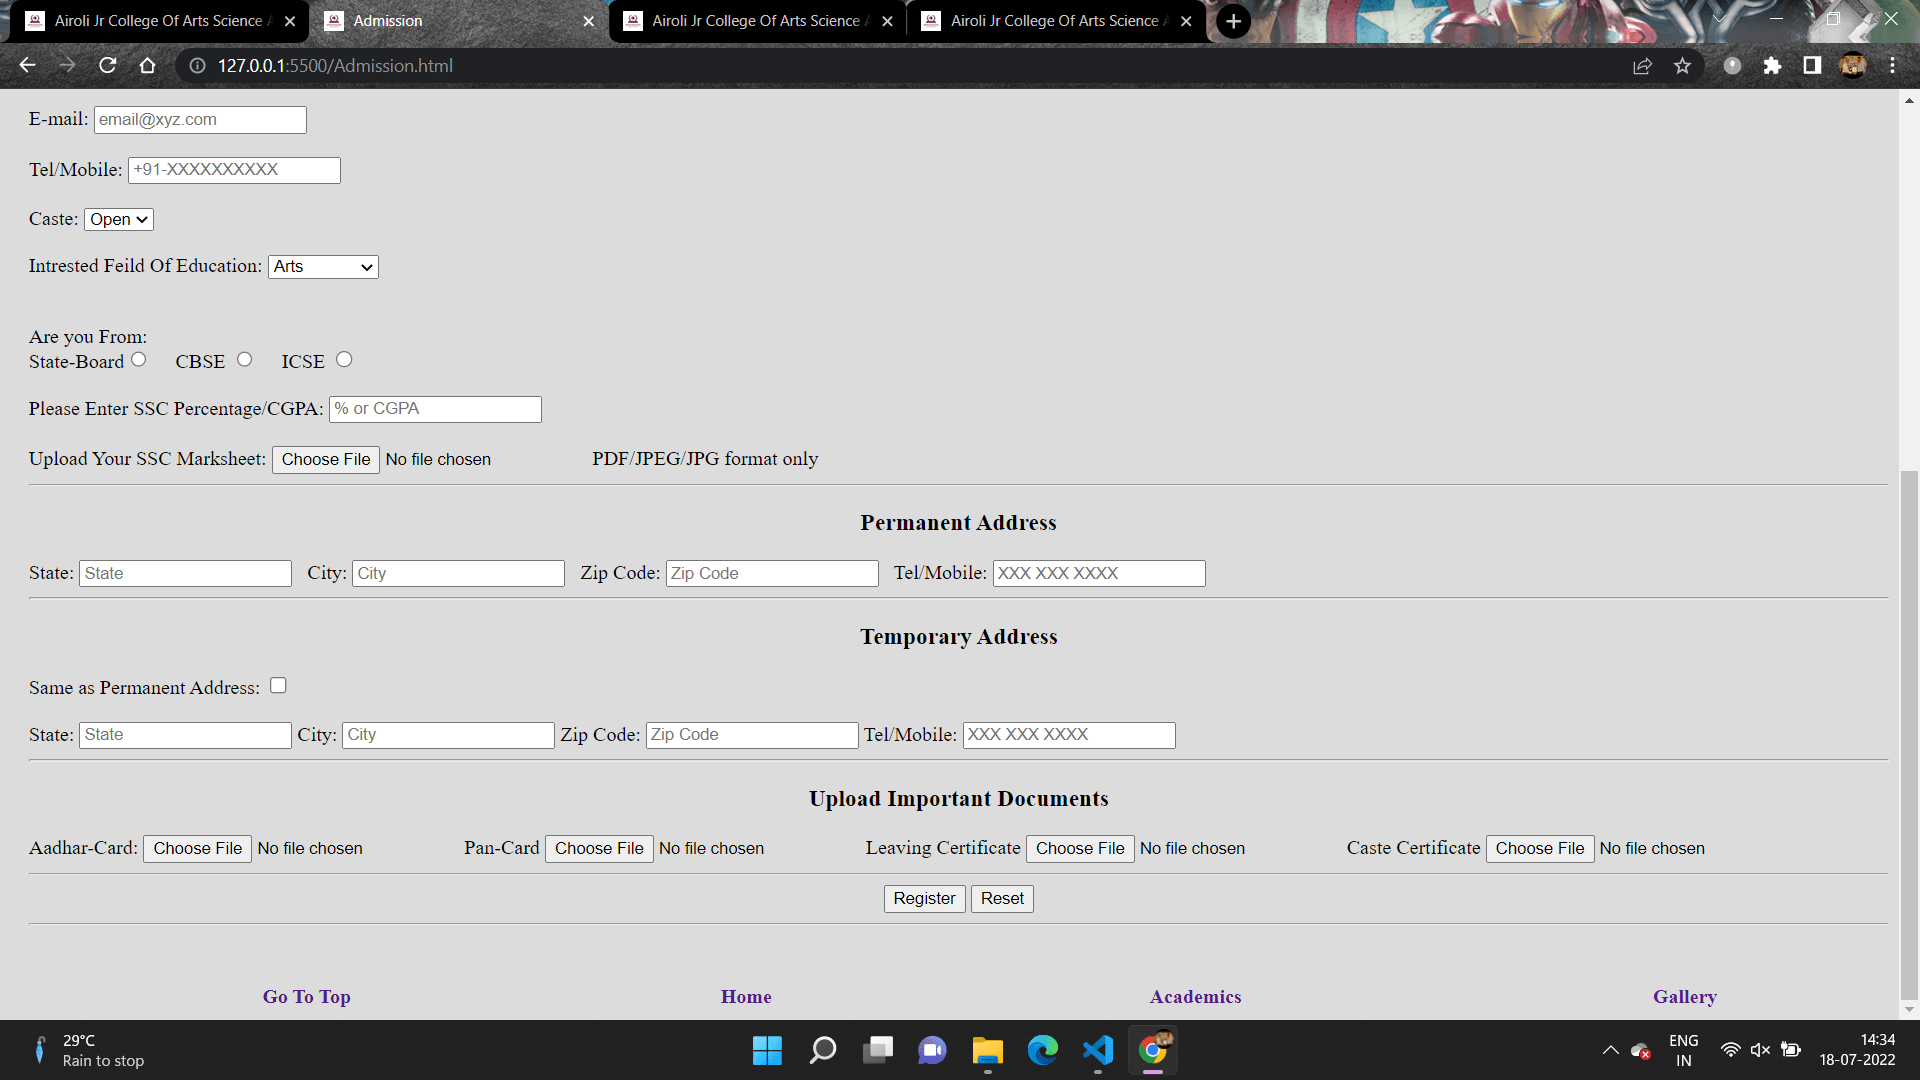 Airoli Jr College Of Arts Science A
Admission
Airoli Jr College Of Arts Science A
Airoli Jr College Of Arts Science A
127.0.0.1:5500/Admission.html
E-mail: email@xyz.com
Tel/Mobile: +91-XXXXXXXXXX
Caste: Open
Intrested Feild Of Education: Arts
Are you From:
State-Board CBSE ICSE
Please Enter SSC Percentage/CGPA: % or CGPA
Upload Your SSC Marksheet: Choose File No file chosen PDF/JPEG/JPG format only
Permanent Address
State: State City: City Zip Code: Zip Code Tel/Mobile: XXX XXX XXXX
Temporary Address
Same as Permanent Address:
State: State City: City Zip Code: Zip Code Tel/Mobile: XXX XXX XXXX
Upload Important Documents
Aadhar-Card: Choose File No file chosen Pan-Card Choose File No file chosen Leaving Certificate Choose File No file chosen Caste Certificate Choose File No file chosen
Register Reset
Go To Top Home Academics Gallery
29°C
Rain to stop
ENG
IN
14:34
18-07-2022